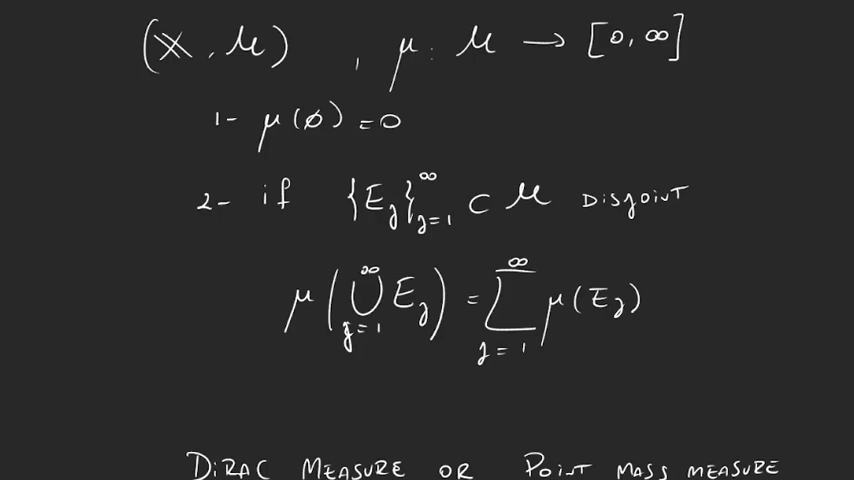 (X, M) , μ: M → [0, ∞]
1- μ(∅) = 0
2- if {E_j}_{j=1}^∞ ⊂ M DISJOINT
μ(⋃_{j=1}^∞ E_j) = ∑_{j=1}^∞ μ(E_j)
DIRAC MEASURE OR POINT MASS MEASURE